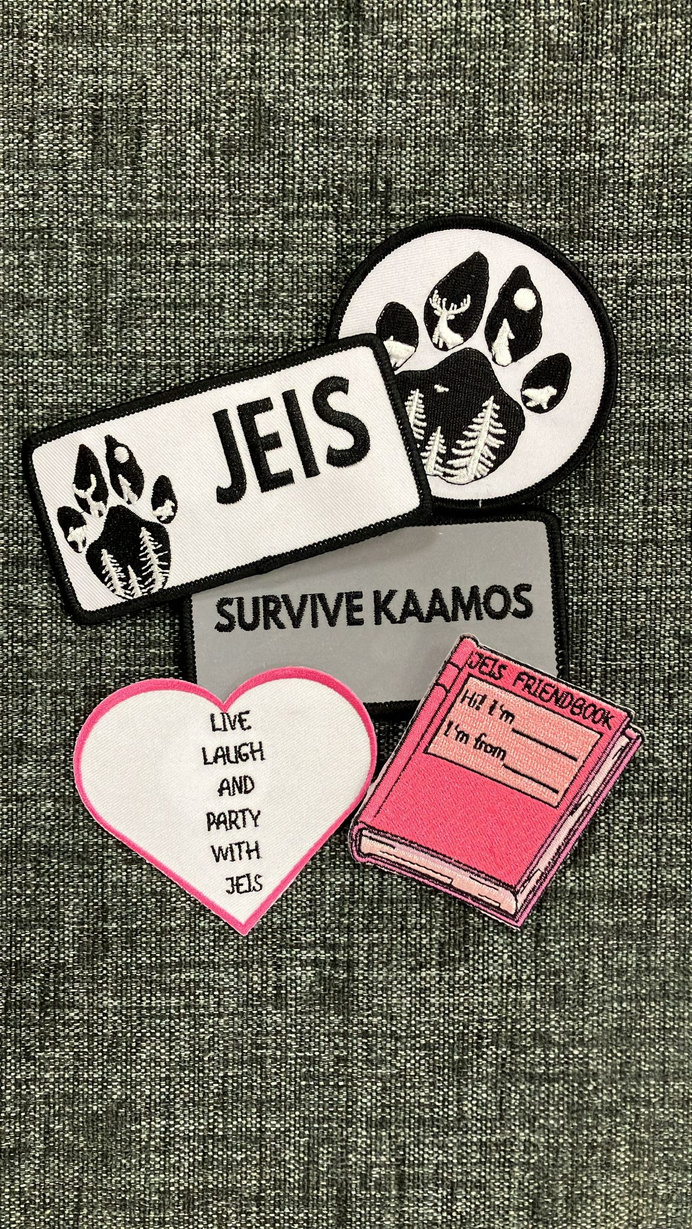 JEIS
SURVIVE KAAMOS
JEIS FRIENDBOOK
Hi! I'm
I'm from
LIVE
LAUGH
AND
PARTY
WITH
JEIS